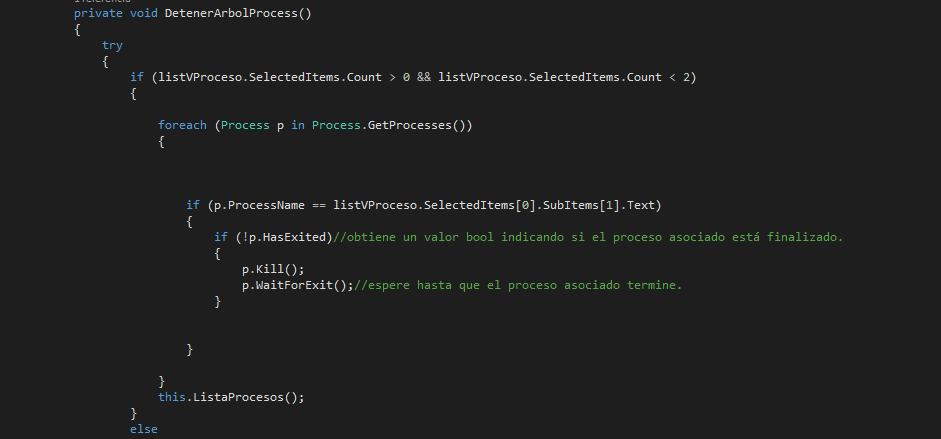 1 referencia
private void DetenerArbolProcess()
{
try
{
if (listVProceso.SelectedItems.Count > 0 && listVProceso.SelectedItems.Count < 2)
{
foreach (Process p in Process.GetProcesses())
{
if (p.ProcessName == listVProceso.SelectedItems[0].SubItems[1].Text)
{
if (!p.HasExited)//obtiene un valor bool indicando si el proceso asociado está finalizado.
{
p.Kill();
p.WaitForExit();//espere hasta que el proceso asociado termine.
}
}
}
this.ListaProcesos();
}
else